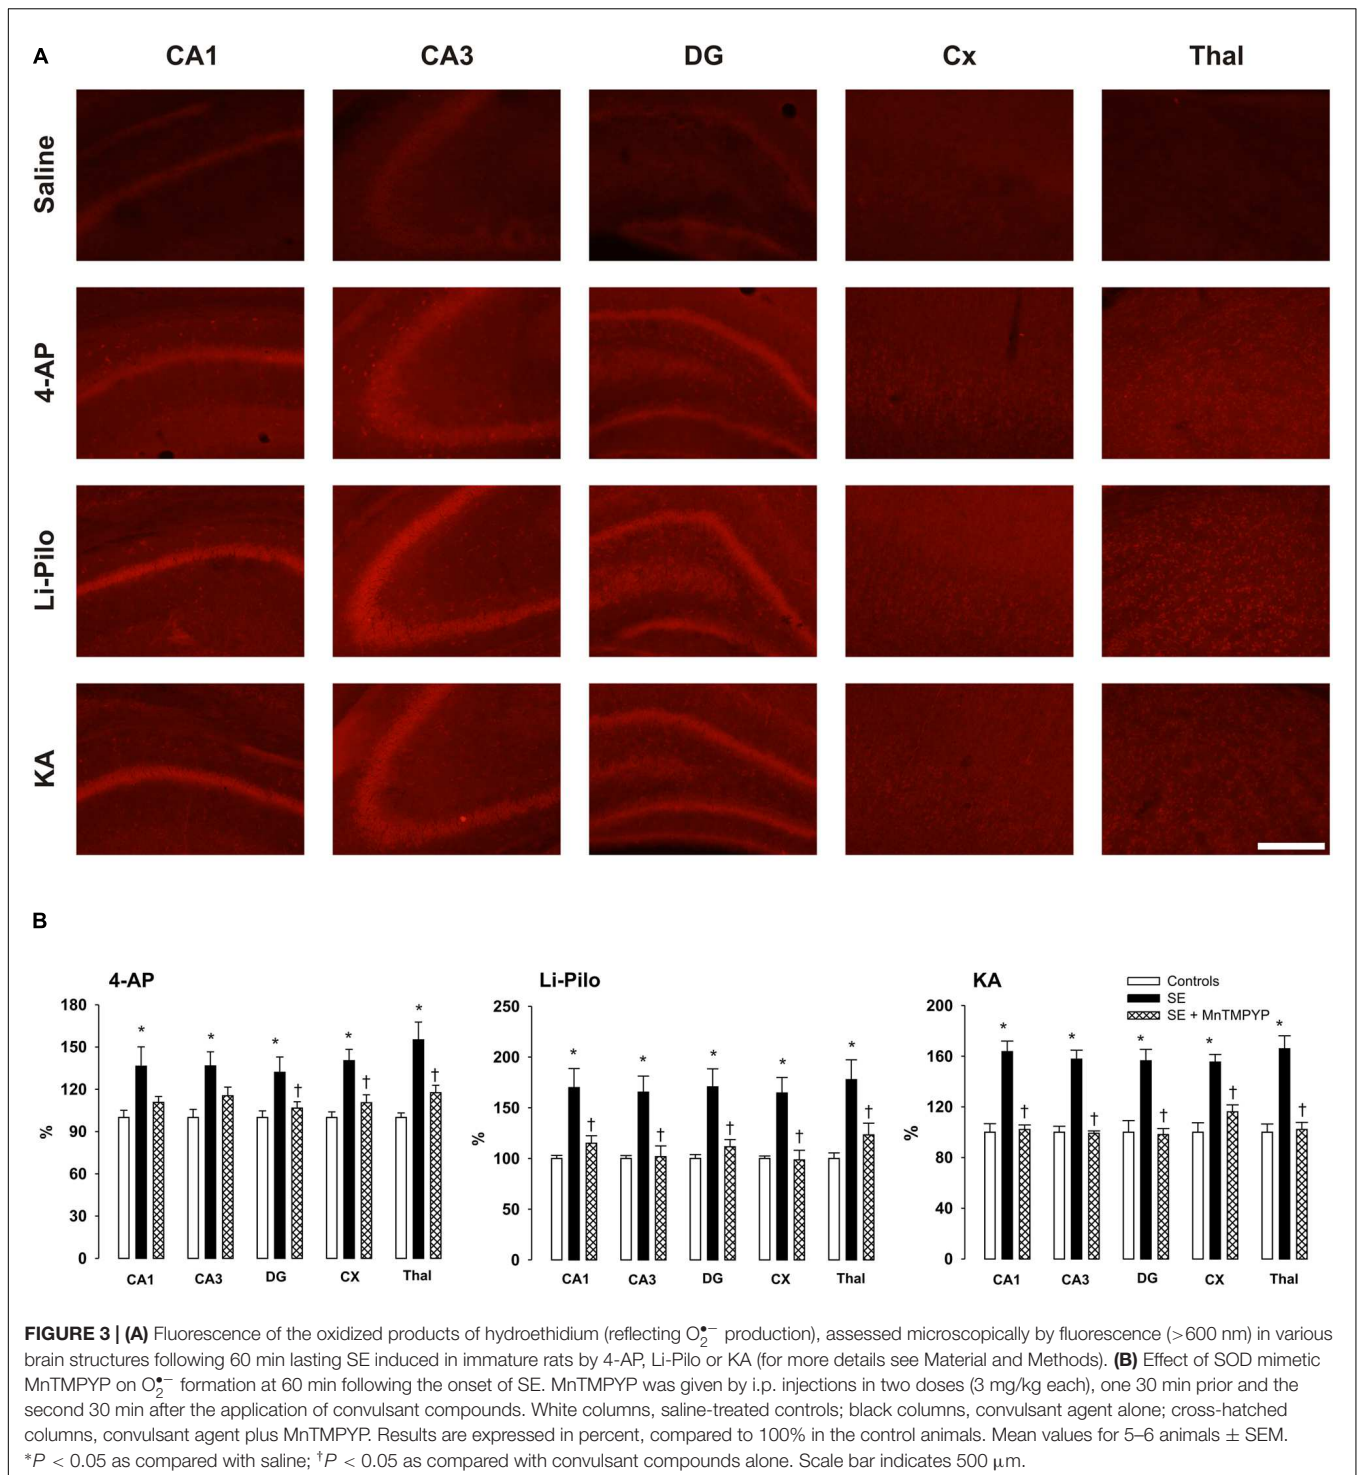 A
CA1 CA3 DG Cx Thal
Saline
4-AP
Li-Pilo
KA
B
4-AP
180
150
120
90
60
30
0
%
* * * * *
† † †
CA1 CA3 DG CX Thal
Li-Pilo
250
200
150
100
50
0
%
* * * * *
† † † † †
CA1 CA3 DG CX Thal
KA
Controls
SE
SE + MnTMPYP
200
160
120
80
40
0
%
* * * * *
† † † † †
CA1 CA3 DG CX Thal
FIGURE 3 | (A) Fluorescence of the oxidized products of hydroethidium (reflecting O₂•− production), assessed microscopically by fluorescence (>600 nm) in various
brain structures following 60 min lasting SE induced in immature rats by 4-AP, Li-Pilo or KA (for more details see Material and Methods). (B) Effect of SOD mimetic
MnTMPYP on O₂•− formation at 60 min following the onset of SE. MnTMPYP was given by i.p. injections in two doses (3 mg/kg each), one 30 min prior and the
second 30 min after the application of convulsant compounds. White columns, saline-treated controls; black columns, convulsant agent alone; cross-hatched
columns, convulsant agent plus MnTMPYP. Results are expressed in percent, compared to 100% in the control animals. Mean values for 5–6 animals ± SEM.
*P < 0.05 as compared with saline; †P < 0.05 as compared with convulsant compounds alone. Scale bar indicates 500 μm.